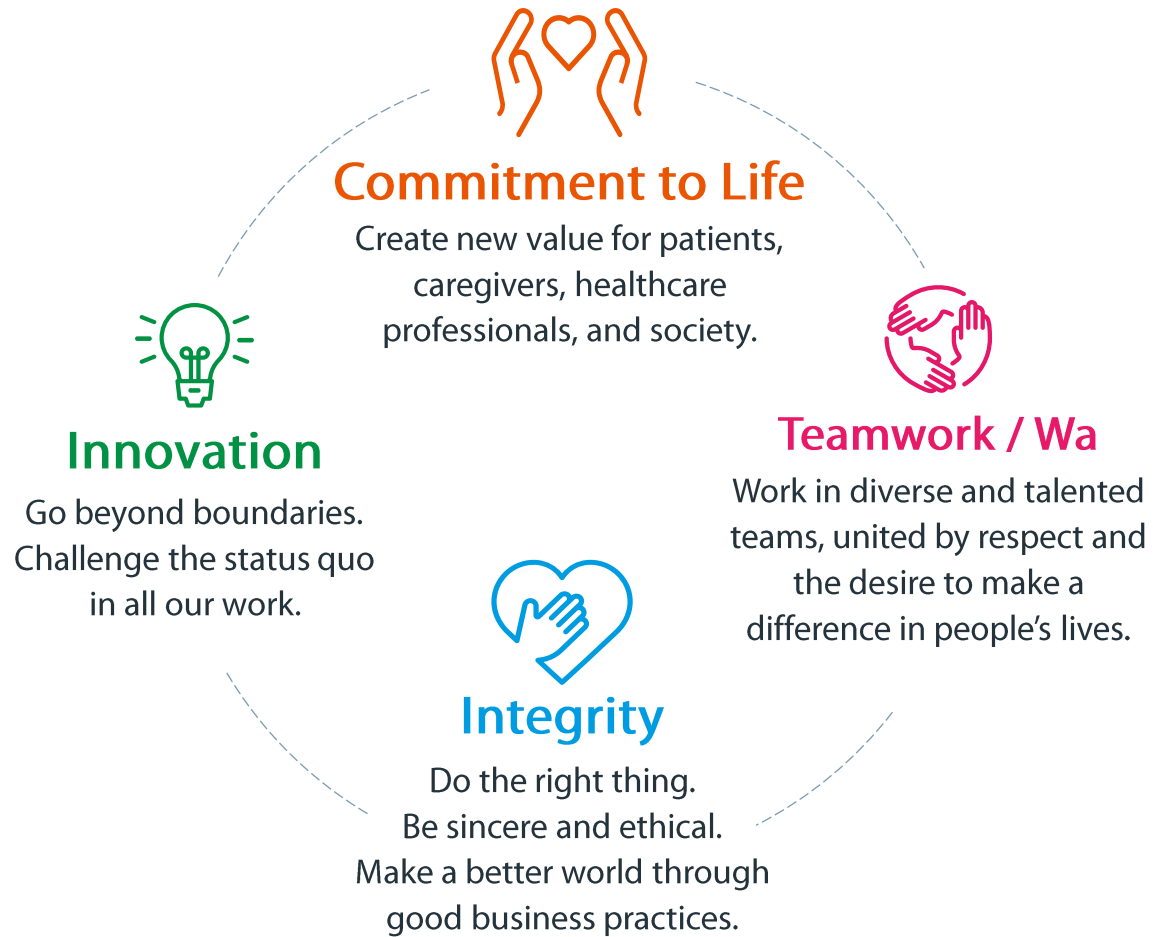 Commitment to Life
Create new value for patients,
caregivers, healthcare
professionals, and society.
Innovation
Go beyond boundaries.
Challenge the status quo
in all our work.
Teamwork / Wa
Work in diverse and talented
teams, united by respect and
the desire to make a
difference in people’s lives.
Integrity
Do the right thing.
Be sincere and ethical.
Make a better world through
good business practices.